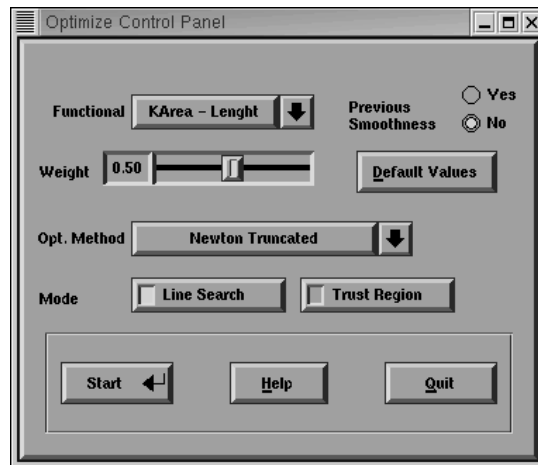 Optimize Control Panel
Functional KArea - Lenght Previous Smoothness Yes No
Weight 0.50 Default Values
Opt. Method Newton Truncated
Mode Line Search Trust Region
Start Help Quit